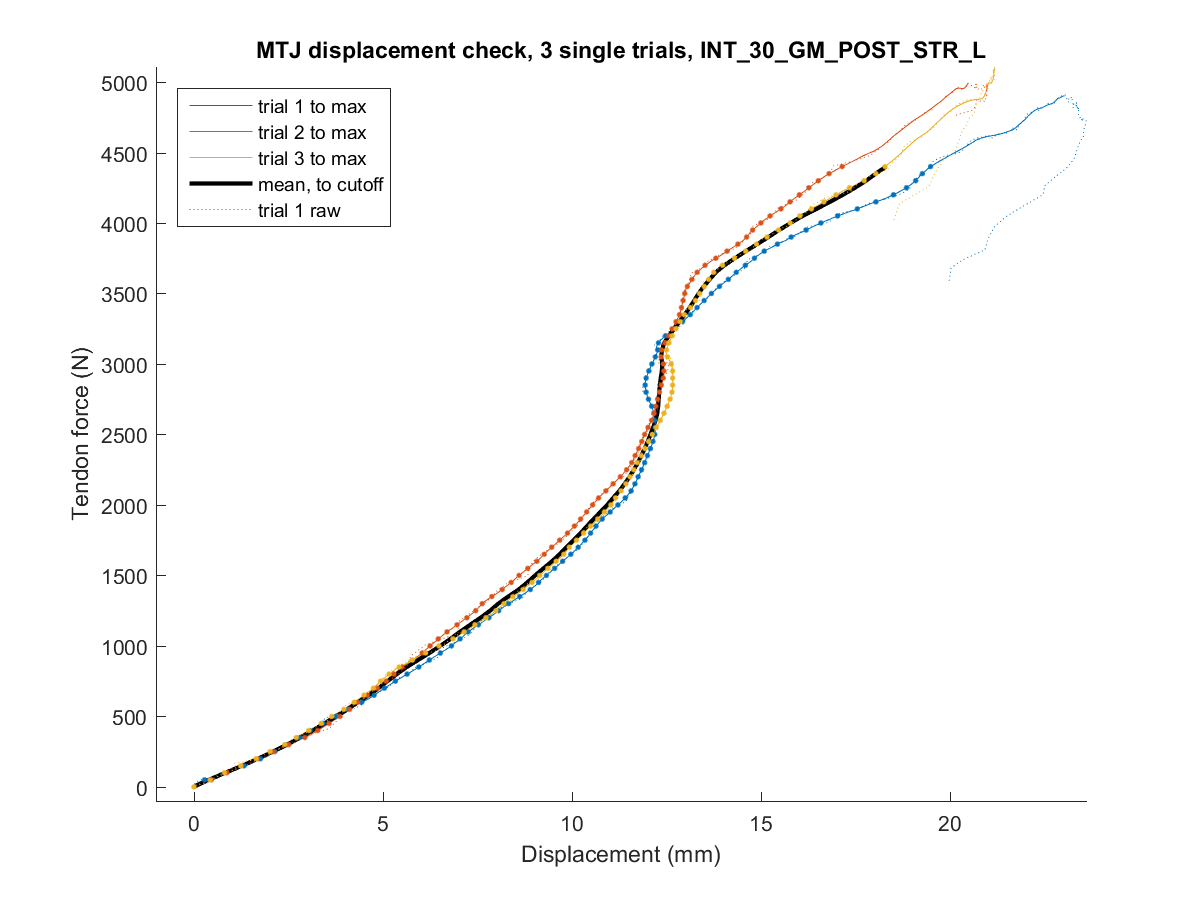 MTJ displacement check, 3 single trials, INT_30_GM_POST_STR_L
trial 1 to max
trial 2 to max
trial 3 to max
mean, to cutoff
trial 1 raw
Tendon force (N)
5000
4500
4000
3500
3000
2500
2000
1500
1000
500
0
0 5 10 15 20
Displacement (mm)